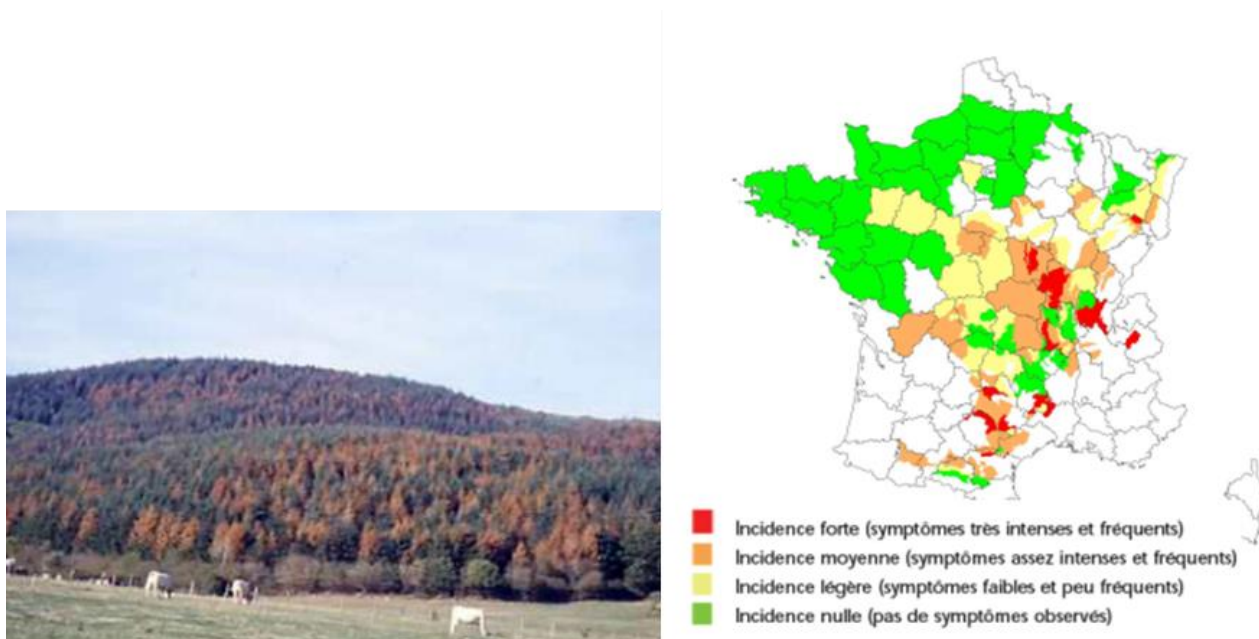 Incidence forte (symptômes très intenses et fréquents)
Incidence moyenne (symptômes assez intenses et fréquents)
Incidence légère (symptômes faibles et peu fréquents)
Incidence nulle (pas de symptômes observés)